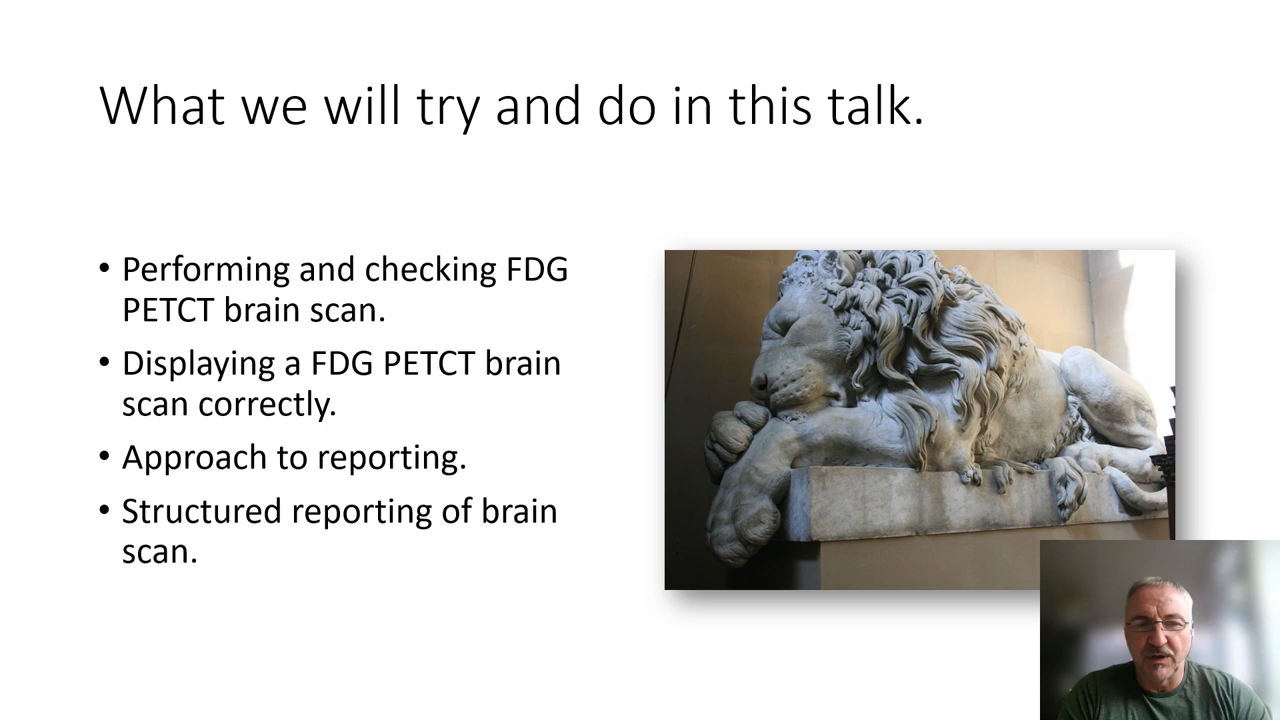 What we will try and do in this talk.
• Performing and checking FDG
PETCT brain scan.
• Displaying a FDG PETCT brain
scan correctly.
• Approach to reporting.
• Structured reporting of brain
scan.